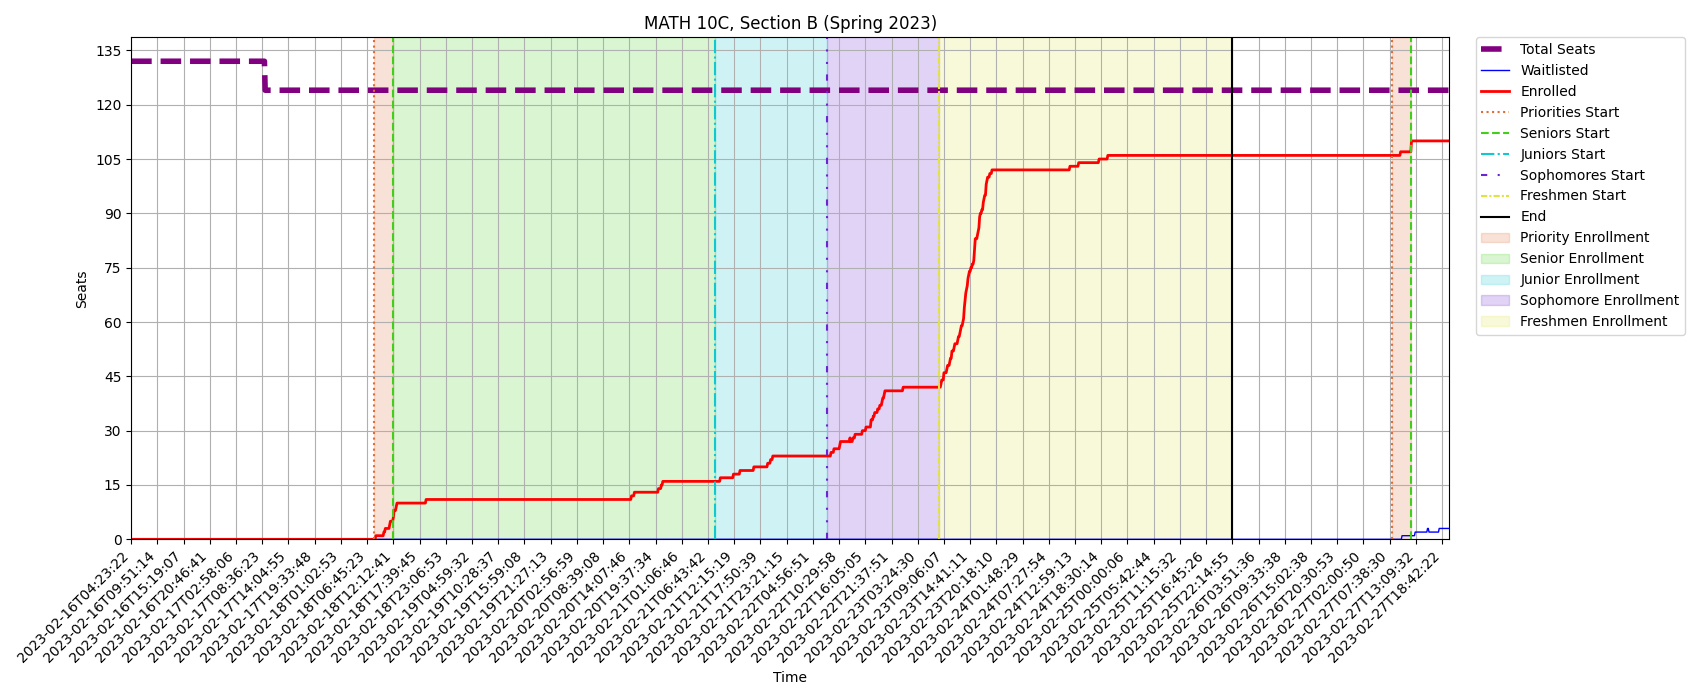 MATH 10C, Section B (Spring 2023)
Seats
135
120
105
90
75
60
45
30
15
0
2023-02-16T04:23:22
2023-02-16T09:51:14
2023-02-16T15:19:07
2023-02-16T20:46:41
2023-02-17T02:58:06
2023-02-17T08:36:23
2023-02-17T14:04:55
2023-02-17T19:33:48
2023-02-18T01:02:53
2023-02-18T06:45:23
2023-02-18T12:12:41
2023-02-18T17:39:45
2023-02-18T23:06:53
2023-02-19T04:59:32
2023-02-19T10:28:37
2023-02-19T15:59:08
2023-02-19T21:27:13
2023-02-20T02:56:59
2023-02-20T08:39:08
2023-02-20T14:07:46
2023-02-20T19:37:34
2023-02-21T01:06:46
2023-02-21T06:43:42
2023-02-21T12:15:19
2023-02-21T17:50:39
2023-02-21T23:21:15
2023-02-22T04:56:51
2023-02-22T10:29:58
2023-02-22T16:05:05
2023-02-22T21:37:51
2023-02-23T03:24:30
2023-02-23T09:06:07
2023-02-23T14:41:11
2023-02-23T20:18:10
2023-02-24T01:48:29
2023-02-24T07:27:54
2023-02-24T12:59:13
2023-02-24T18:30:14
2023-02-25T00:00:06
2023-02-25T05:42:44
2023-02-25T11:15:32
2023-02-25T16:45:26
2023-02-25T22:14:55
2023-02-26T03:51:36
2023-02-26T09:33:38
2023-02-26T15:02:38
2023-02-26T20:30:53
2023-02-27T02:00:50
2023-02-27T07:38:30
2023-02-27T13:09:32
2023-02-27T18:42:22
Time
Total Seats
Waitlisted
Enrolled
Priorities Start
Seniors Start
Juniors Start
Sophomores Start
Freshmen Start
End
Priority Enrollment
Senior Enrollment
Junior Enrollment
Sophomore Enrollment
Freshmen Enrollment